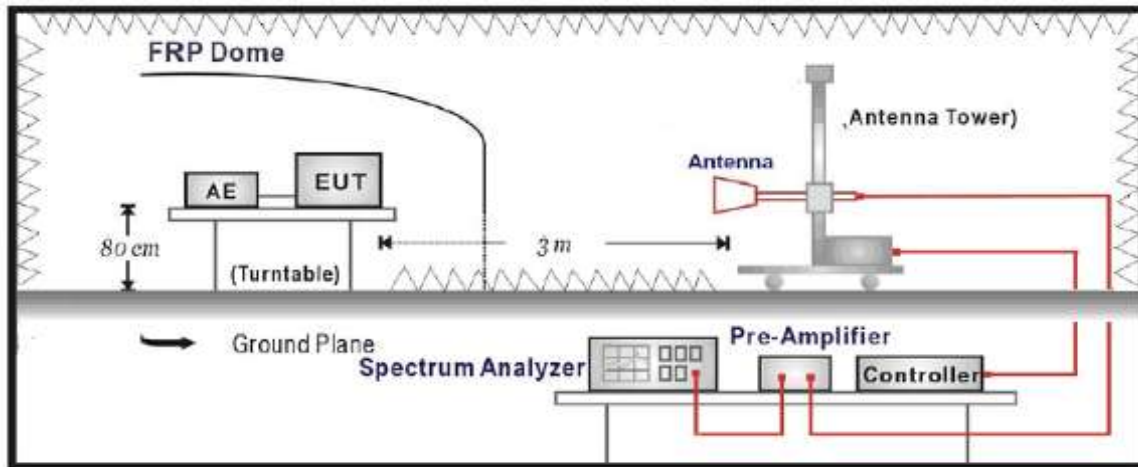 FRP Dome
,Antenna Tower)
Antenna
AE
EUT
80 cm
3 m
(Turntable)
Ground Plane
Pre-Amplifier
Spectrum Analyzer
Controller